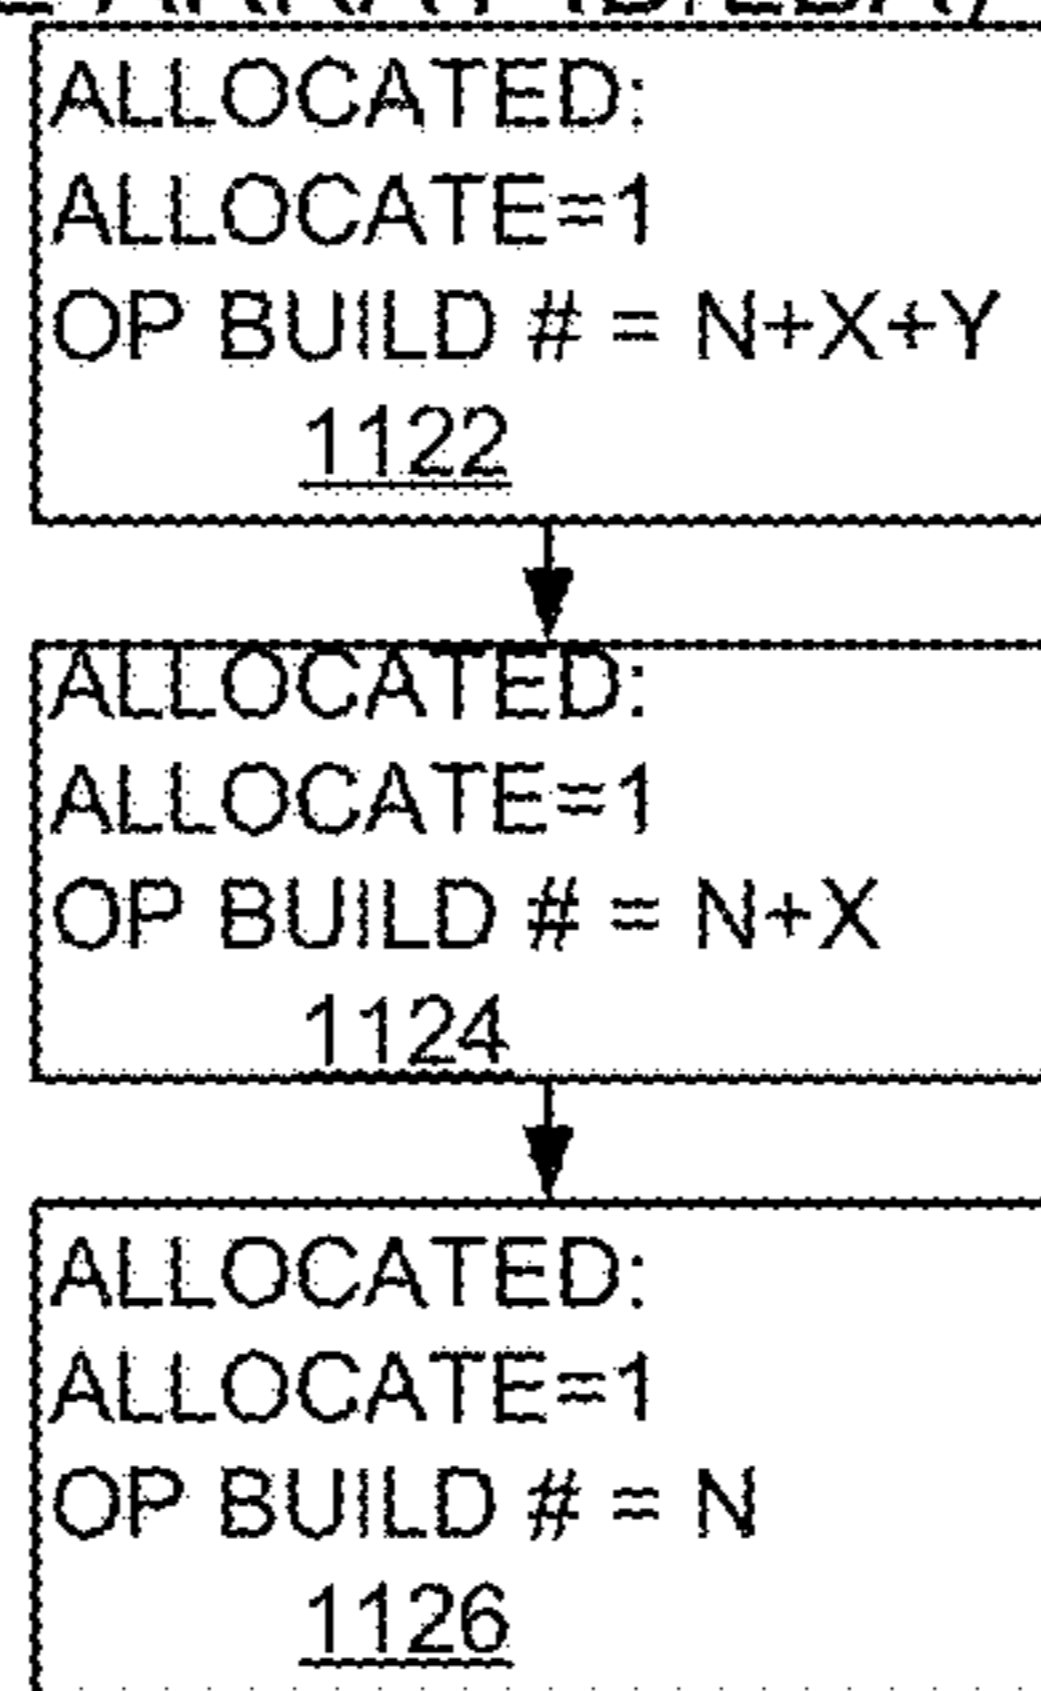 ALLOCATED:
ALLOCATE=1
OP BUILD # = N+X+Y
1122
ALLOCATED:
ALLOCATE=1
OP BUILD # = N+X
1124
ALLOCATED:
ALLOCATE=1
OP BUILD # = N
1126